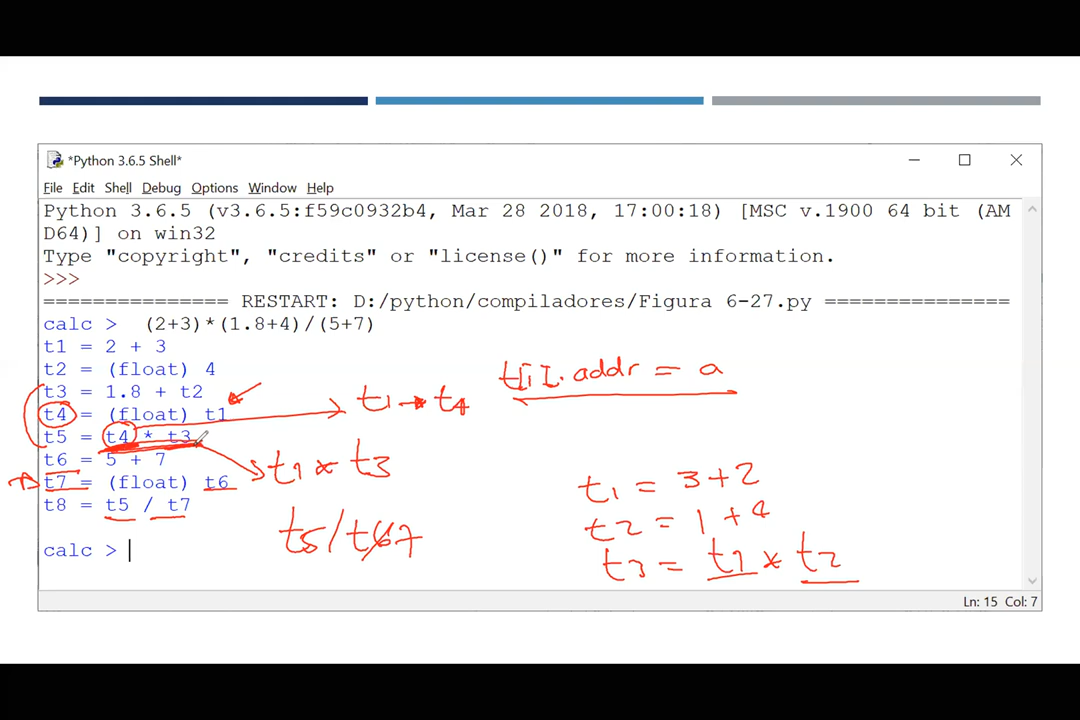 *Python 3.6.5 Shell*
File Edit Shell Debug Options Window Help
Python 3.6.5 (v3.6.5:f59c0932b4, Mar 28 2018, 17:00:18) [MSC v.1900 64 bit (AM
D64)] on win32
Type "copyright", "credits" or "license()" for more information.
>>>
=============== RESTART: D:/python/compiladores/Figura 6-27.py ===============
calc > (2+3)*(1.8+4)/(5+7)
t1 = 2 + 3
t2 = (float) 4
t3 = 1.8 + t2
t4 = (float) t1
t5 = t4 * t3
t6 = 5 + 7
t7 = (float) t6
t8 = t5 / t7
calc >
.addr = a
t1 → t4
t1 * t3
t5/t67
t1 = 3+2
t2 = 1+4
t3 = t1 * t2
Ln: 15 Col: 7